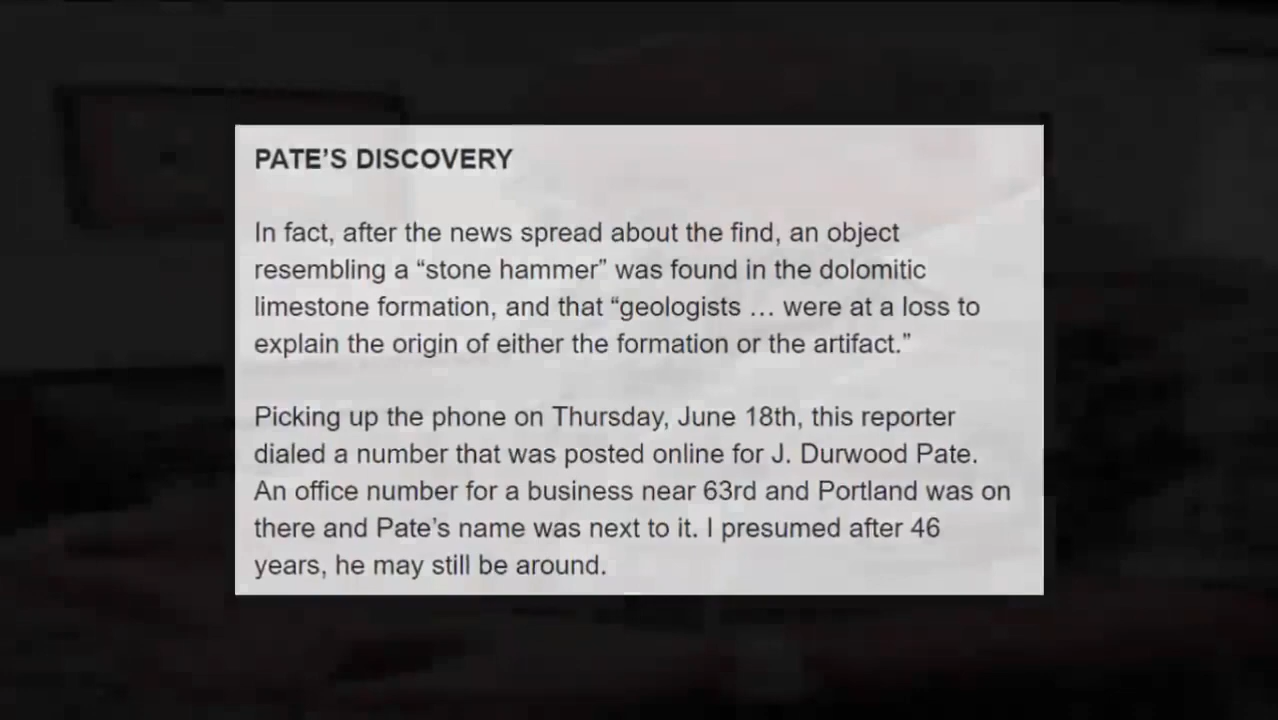 PATE’S DISCOVERY
In fact, after the news spread about the find, an object
resembling a “stone hammer” was found in the dolomitic
limestone formation, and that “geologists … were at a loss to
explain the origin of either the formation or the artifact.”
Picking up the phone on Thursday, June 18th, this reporter
dialed a number that was posted online for J. Durwood Pate.
An office number for a business near 63rd and Portland was on
there and Pate’s name was next to it. I presumed after 46
years, he may still be around.